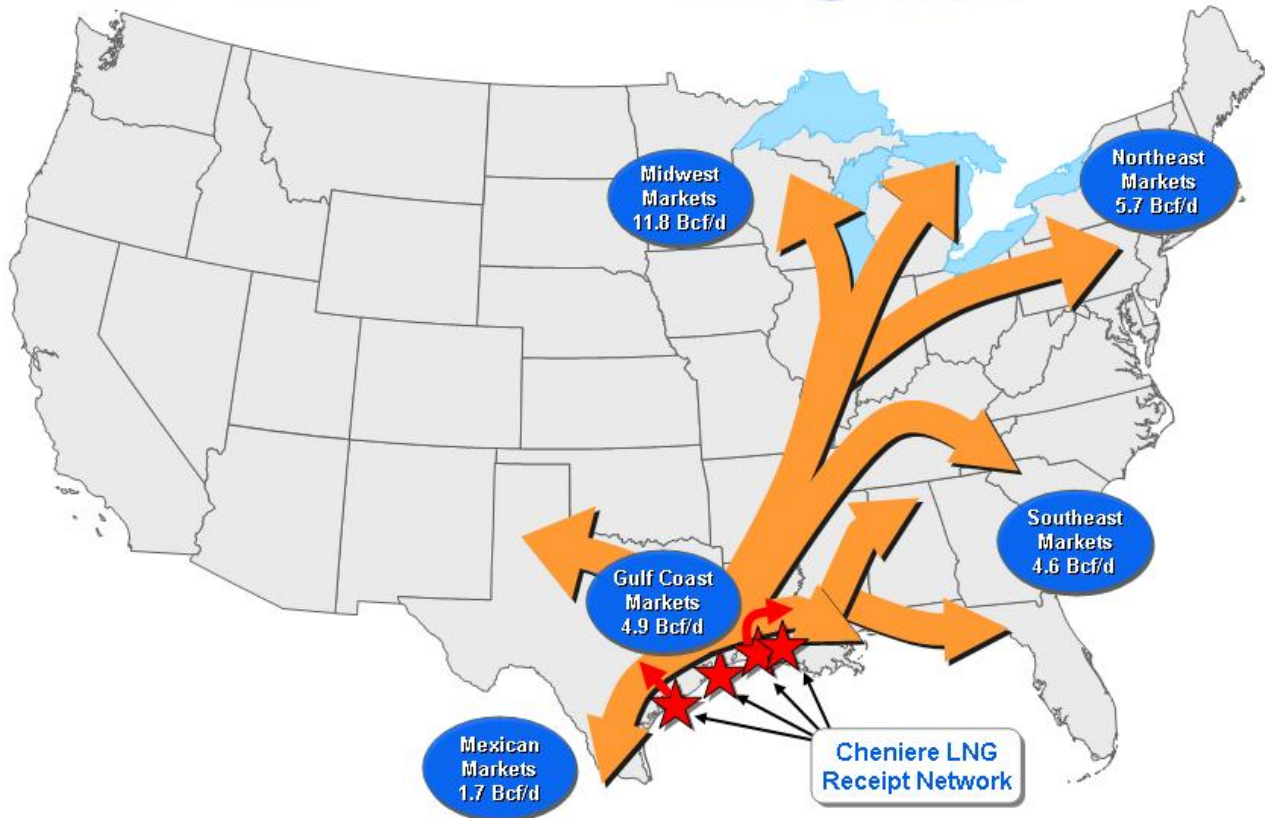 Midwest
Markets
11.8 Bcf/d
Northeast
Markets
5.7 Bcf/d
Southeast
Markets
4.6 Bcf/d
Gulf Coast
Markets
4.9 Bcf/d
Mexican
Markets
1.7 Bcf/d
Cheniere LNG
Receipt Network